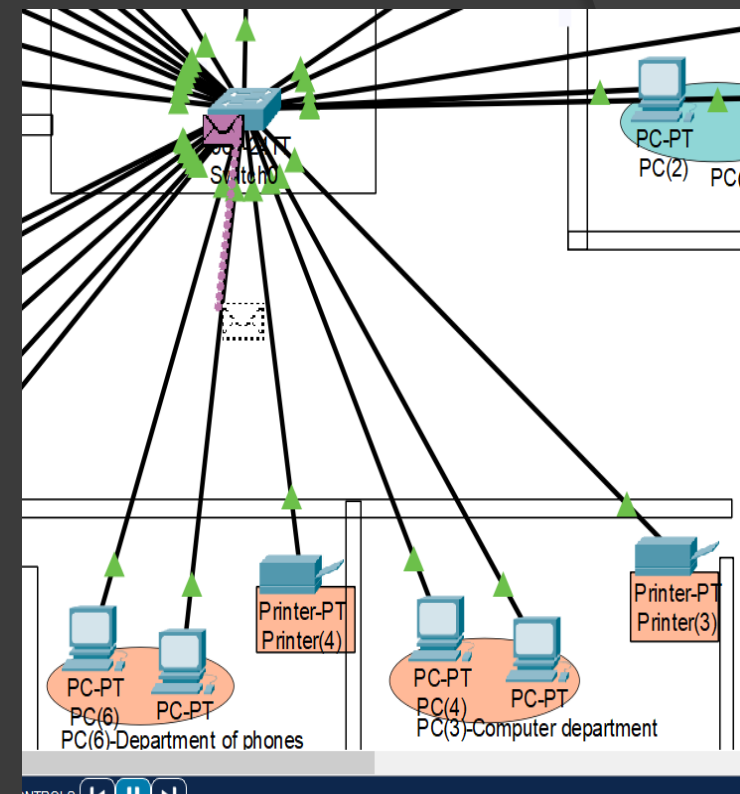 Switch0
PC-PT
PC(2)
Printer-PT
Printer(4)
Printer-PT
Printer(3)
PC-PT
PC(6)
PC-PT
PC(6)-Department of phones
PC-PT
PC(4)
PC-PT
PC(3)-Computer department